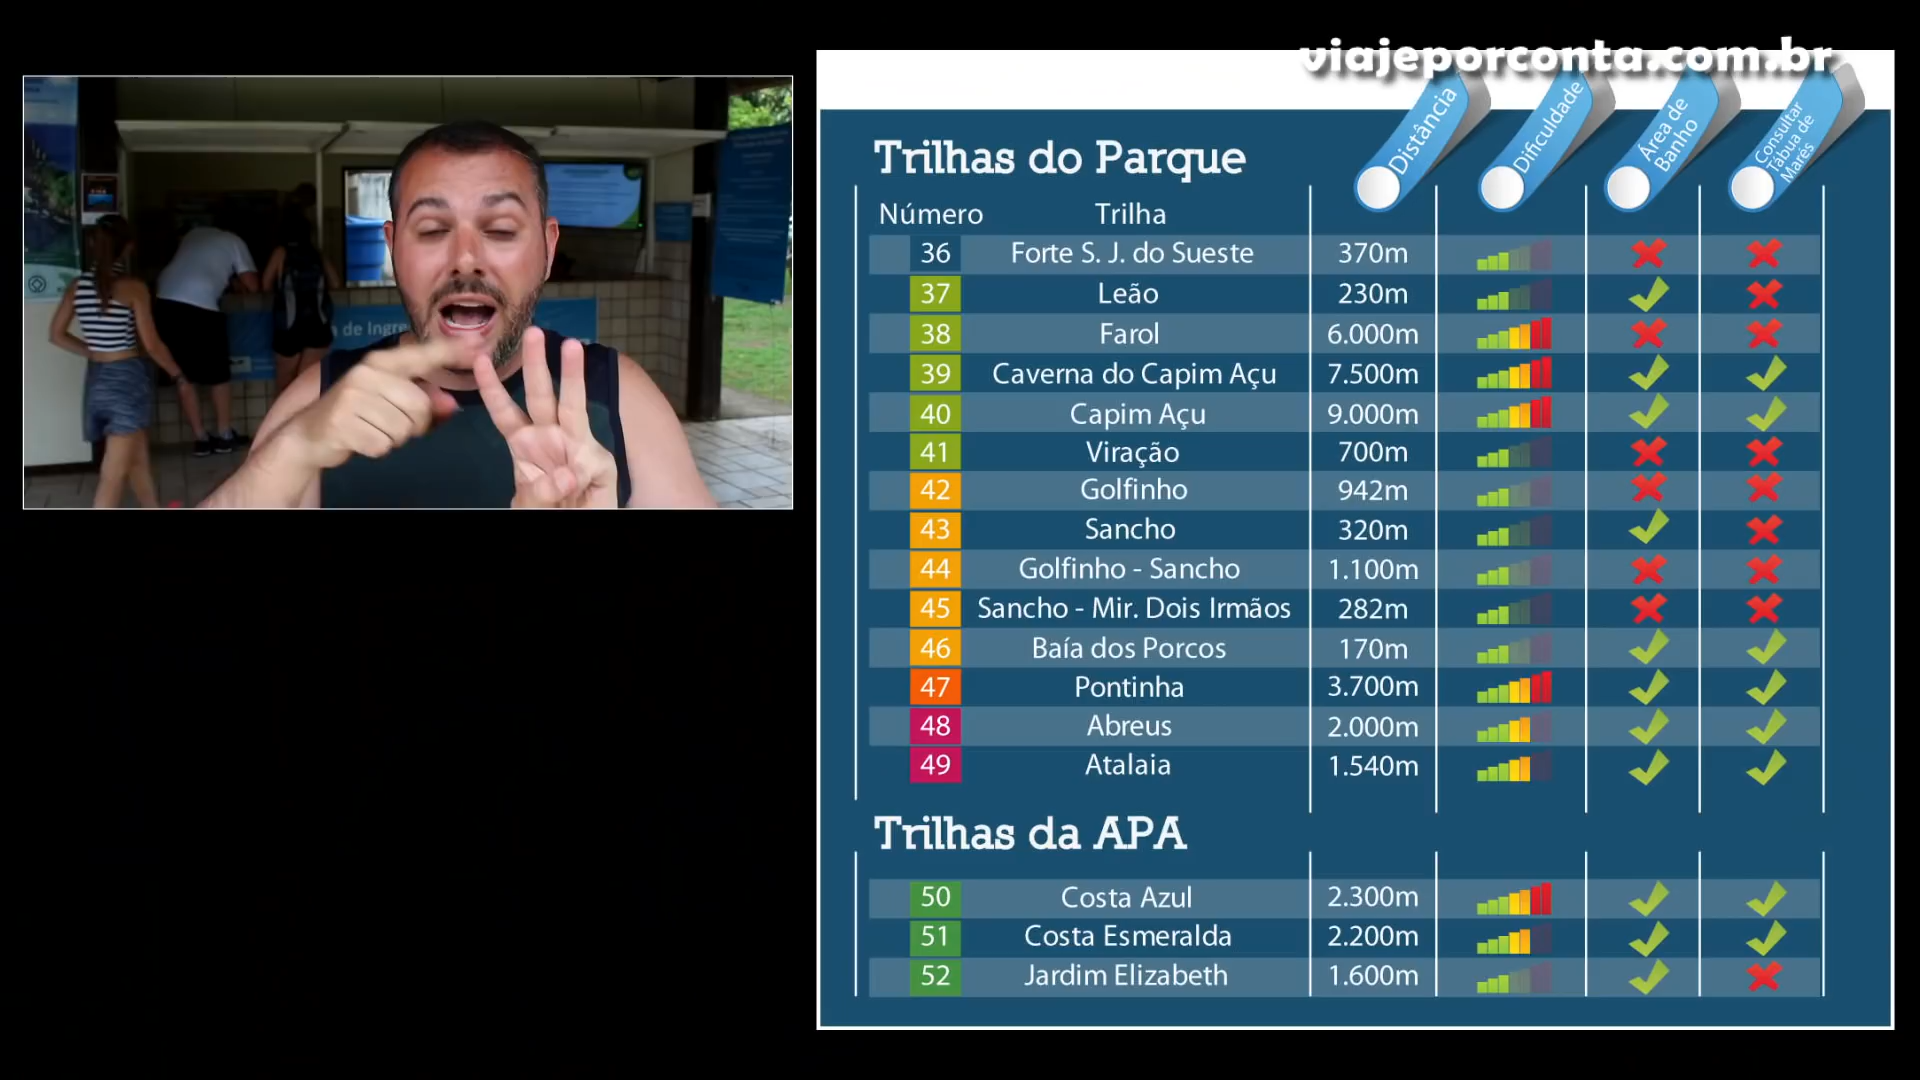 viajeporconta.com.br
de Ingre
Distância
Dificuldade
Área de
Banho
Consultar
Tábua de
Marés
Trilhas do Parque
Número Trilha
36 Forte S. J. do Sueste 370m
37 Leão 230m
38 Farol 6.000m
39 Caverna do Capim Açu 7.500m
40 Capim Açu 9.000m
41 Viração 700m
42 Golfinho 942m
43 Sancho 320m
44 Golfinho - Sancho 1.100m
45 Sancho - Mir. Dois Irmãos 282m
46 Baía dos Porcos 170m
47 Pontinha 3.700m
48 Abreus 2.000m
49 Atalaia 1.540m
Trilhas da APA
50 Costa Azul 2.300m
51 Costa Esmeralda 2.200m
52 Jardim Elizabeth 1.600m